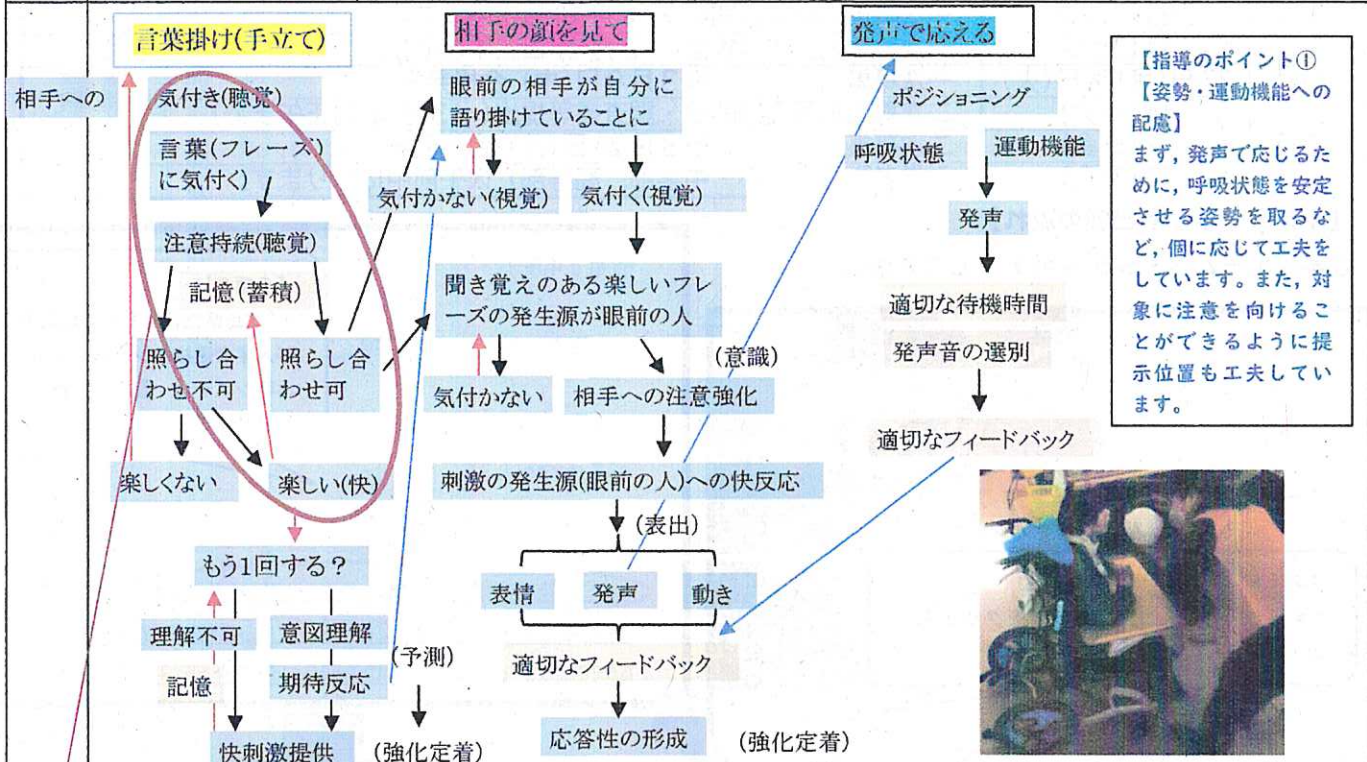 言葉掛け(手立て)
相手への
気付き(聴覚)
言葉(フレーズ)
に気付く)
注意持続(聴覚)
記憶(蓄積)
照らし合
わせ不可
照らし合
わせ可
楽しくない
楽しい(快)
もう1回する？
理解不可
意図理解
記憶
期待反応
(予測)
快刺激提供
(強化定着)
相手の顔を見て
眼前の相手が自分に
語り掛けていることに
気付かない(視覚)
気付く(視覚)
聞き覚えのある楽しいフレ
ーズの発生源が眼前の人
(意識)
気付かない
相手への注意強化
刺激の発生源(眼前の人)への快反応
(表出)
表情
発声
動き
適切なフィードバック
応答性の形成
(強化定着)
発声で応える
ポジショニング
呼吸状態
運動機能
発声
適切な待機時間
発声音の選別
適切なフィードバック
【指導のポイント①
【姿勢・運動機能への
配慮】
まず，発声で応じるた
めに，呼吸状態を安定
させる姿勢を取るな
ど，個に応じて工夫を
しています。また，対
象に注意を向けるこ
とができるように提
示位置も工夫してい
ます。